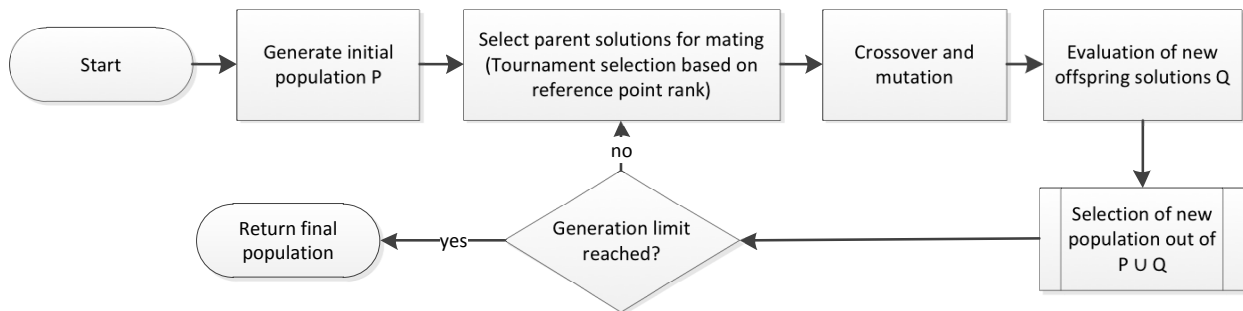 Start
Generate initial
population P
Select parent solutions for mating
(Tournament selection based on
reference point rank)
Crossover and
mutation
Evaluation of new
offspring solutions Q
no
Return final
population
yes
Generation limit
reached?
Selection of new
population out of
P ∪ Q